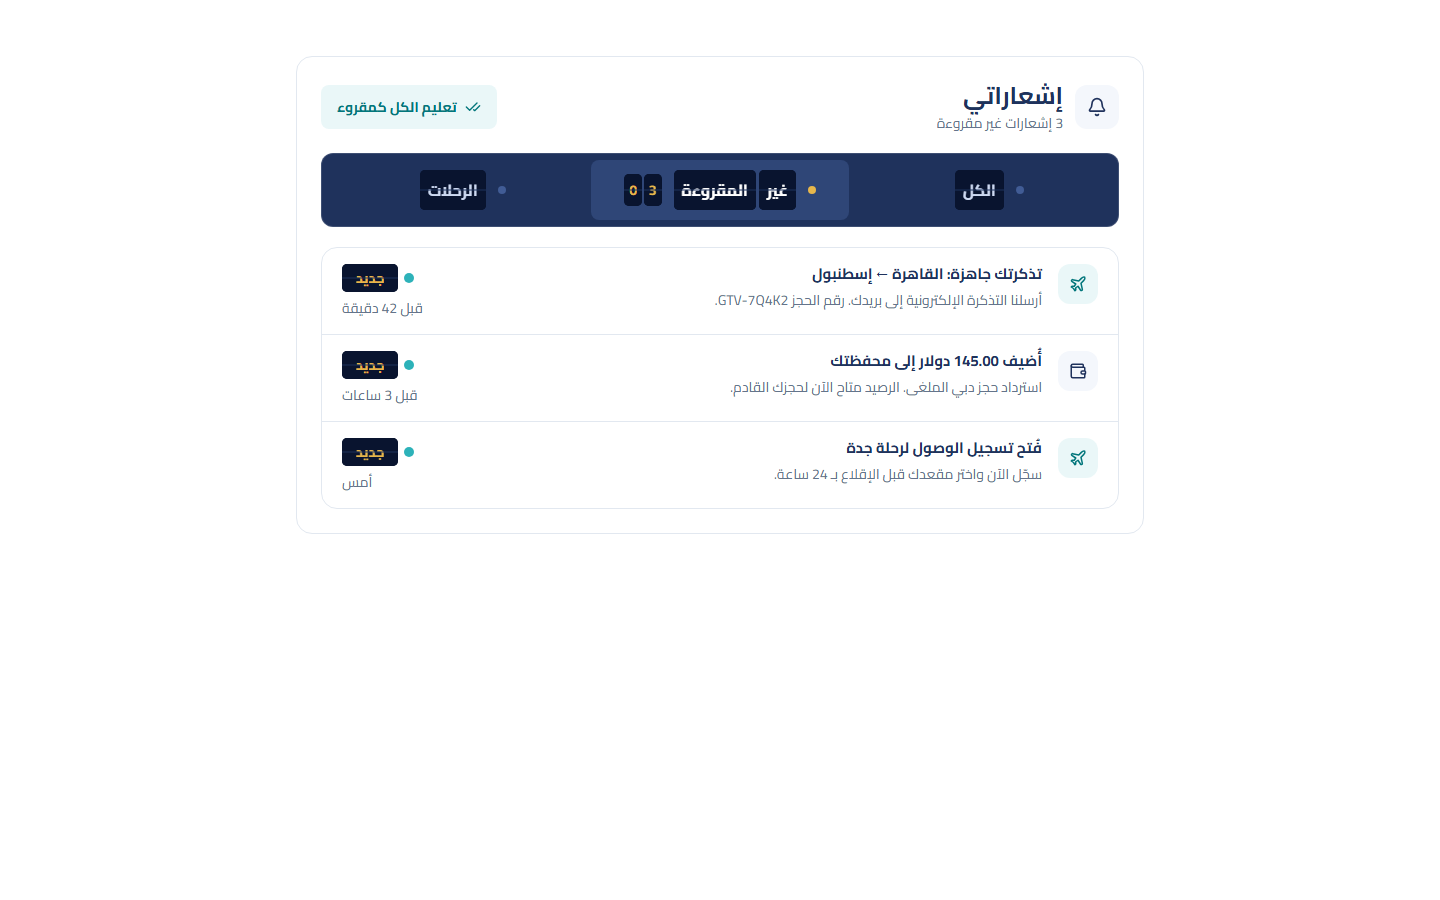 إشعاراتي
3 إشعارات غير مقروءة
تعليم الكل كمقروء
الكل
غير المقروءة 0 3
الرحلات
تذكرتك جاهزة: القاهرة ← إسطنبول
جديد
أرسلنا التذكرة الإلكترونية إلى بريدك. رقم الحجز GTV-7Q4K2.
قبل 42 دقيقة
أُضيف 145.00 دولار إلى محفظتك
جديد
استرداد حجز دبي الملغى. الرصيد متاح الآن لحجزك القادم.
قبل 3 ساعات
فُتح تسجيل الوصول لرحلة جدة
جديد
سجّل الآن واختر مقعدك قبل الإقلاع بـ 24 ساعة.
أمس